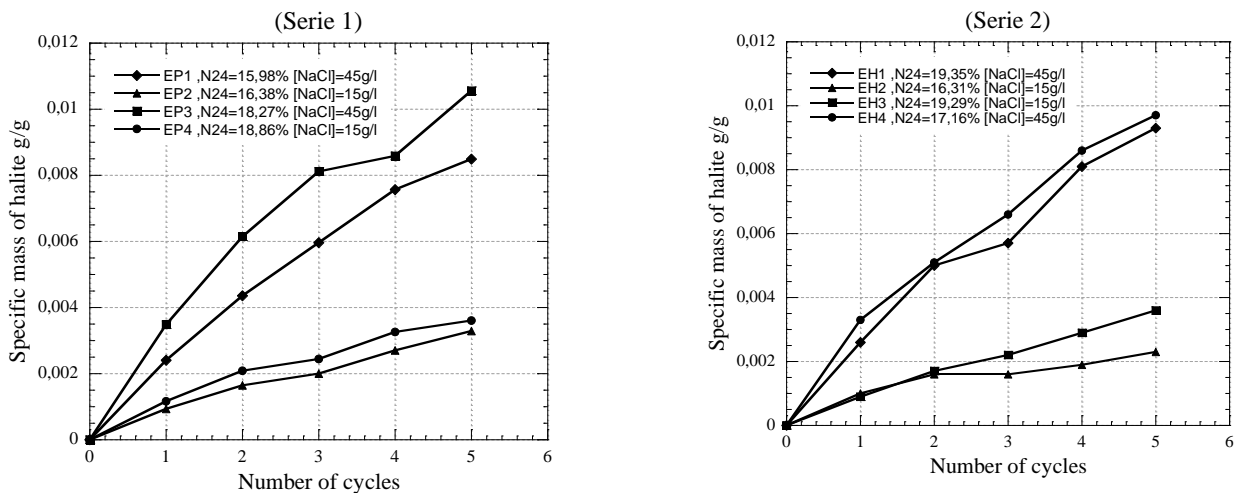 (Serie 1)
0,012
0,01
0,008
0,006
0,004
0,002
0
Specific mass of halite g/g
EP1 ,N24=15,98% [NaCl]=45g/l
EP2 ,N24=16,38% [NaCl]=15g/l
EP3 ,N24=18,27% [NaCl]=45g/l
EP4 ,N24=18,86% [NaCl]=15g/l
0 1 2 3 4 5 6
Number of cycles
(Serie 2)
0,012
0,01
0,008
0,006
0,004
0,002
0
Specific mass of halite g/g
EH1 ,N24=19,35% [NaCl]=45g/l
EH2 ,N24=16,31% [NaCl]=15g/l
EH3 ,N24=19,29% [NaCl]=15g/l
EH4 ,N24=17,16% [NaCl]=45g/l
0 1 2 3 4 5 6
Number of cycles